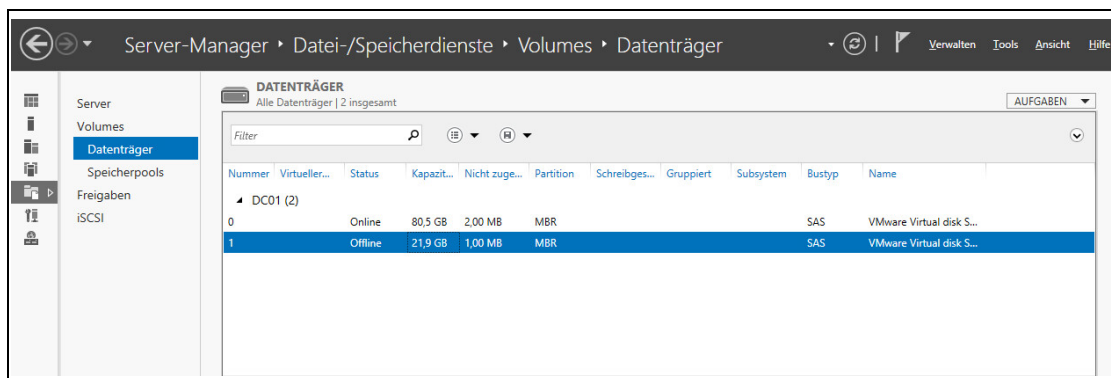 Server-Manager ‣ Datei-/Speicherdienste ‣ Volumes ‣ Datenträger Verwalten Tools Ansicht Hilfe
DATENTRÄGER
Alle Datenträger | 2 insgesamt
AUFGABEN
Server
Volumes
Datenträger
Speicherpools
Freigaben
iSCSI
Filter
Nummer Virtueller... Status Kapazit... Nicht zuge... Partition Schreibges... Gruppiert Subsystem Bustyp Name
DC01 (2)
0 Online 80,5 GB 2,00 MB MBR SAS VMware Virtual disk S...
1 Offline 21,9 GB 1,00 MB MBR SAS VMware Virtual disk S...